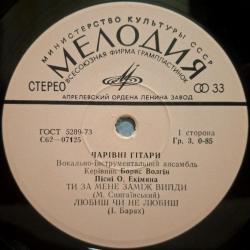 МИНИСТЕРСТВО КУЛЬТУРЫ СССР
МЕЛОДИЯ
ВСЕСОЮЗНАЯ ФИРМА ГРАМПЛАСТИНОК
СТЕРЕО
33
АПРЕЛЕВСКИЙ ОРДЕНА ЛЕНИНА ЗАВОД
ГОСТ 5289-73
С62—07125
1 сторона
Гр. 3. 0-85
ЧАРІВНІ ГІТАРИ
Вокально-інструментальний ансамбль
Керівник Борис Волгін
Пісні О. Екімяна
ТИ ЗА МЕНЕ ЗАМІЖ ВИЙДИ
(М. Сингаївський)
ЛЮБИШ ЧИ НЕ ЛЮБИШ
(І. Барах)